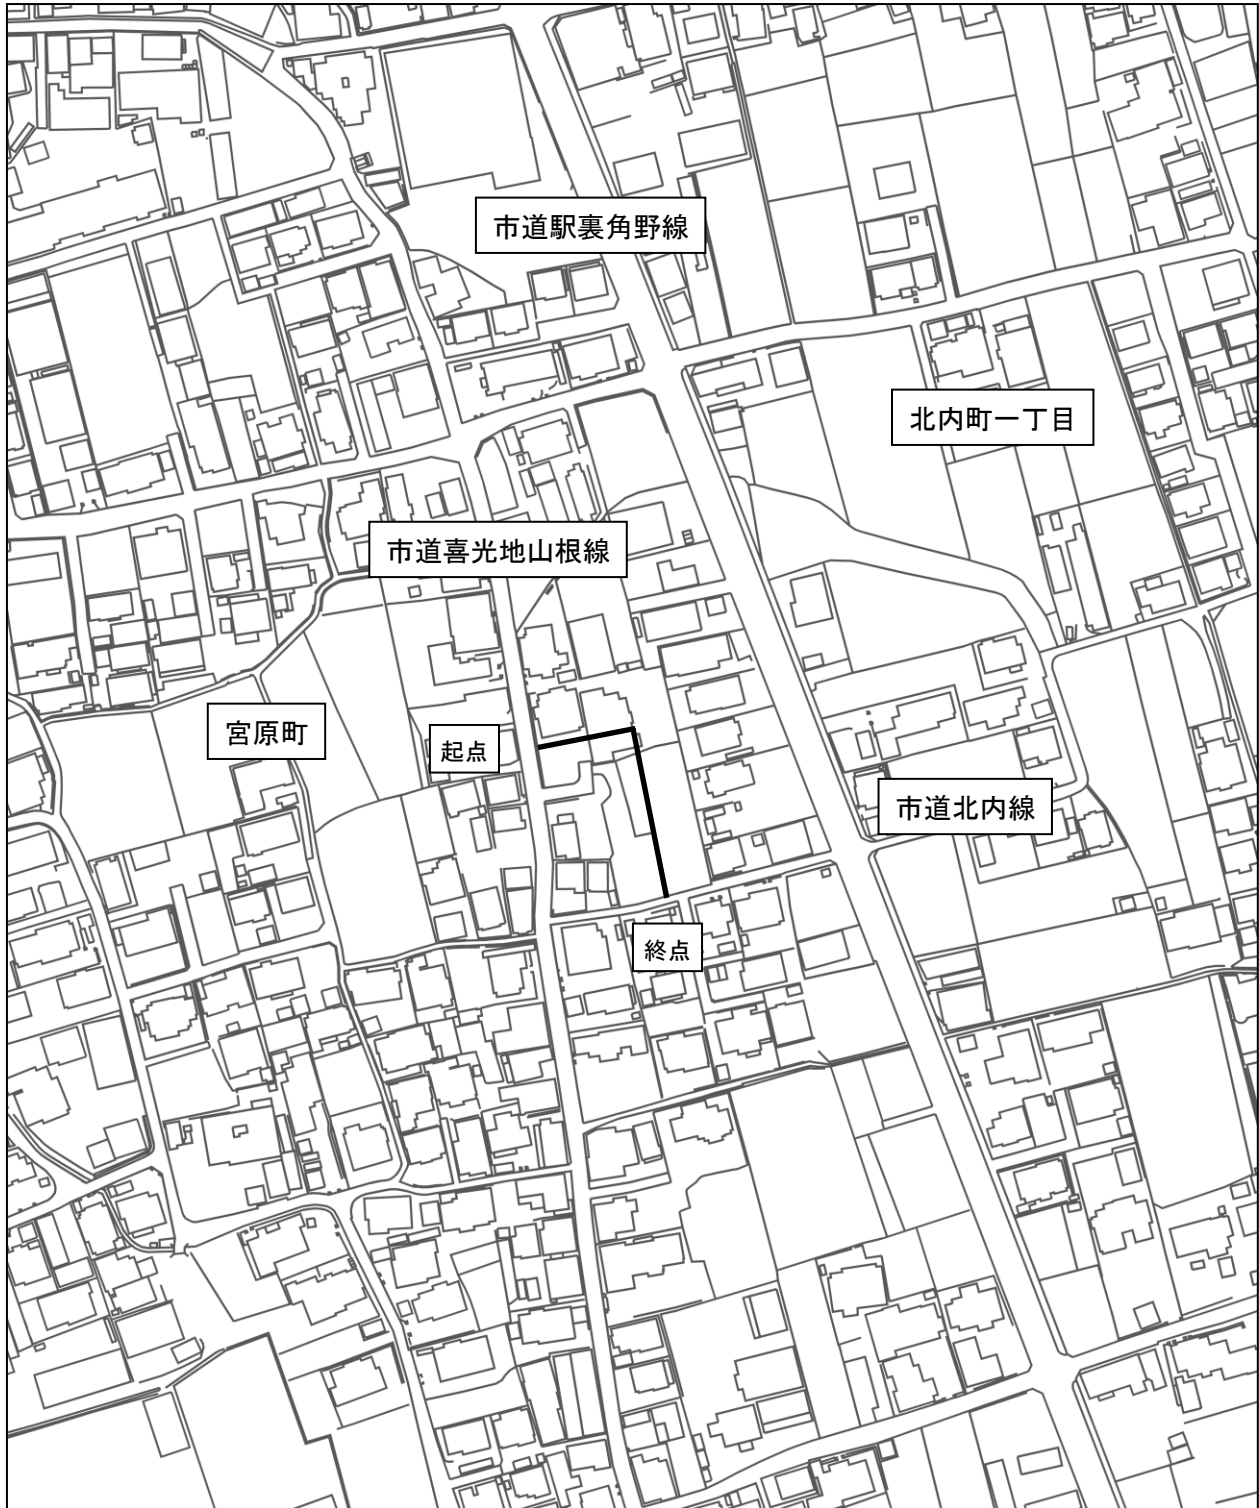 市道駅裏角野線
北内町一丁目
市道喜光地山根線
宮原町
起点
市道北内線
終点